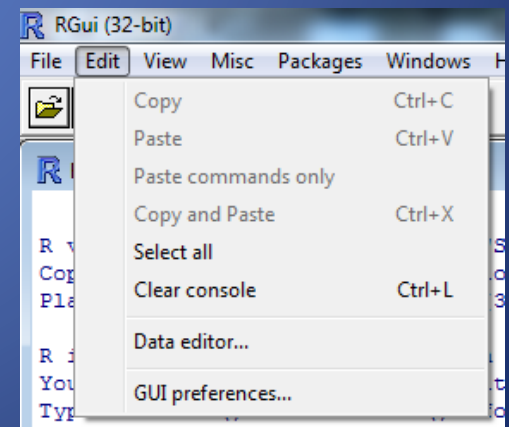 RGui (32-bit)
File Edit View Misc Packages Windows
Copy Ctrl+C
Paste Ctrl+V
Paste commands only
Copy and Paste Ctrl+X
Select all
Clear console Ctrl+L
Data editor...
GUI preferences...
R
R
Cop
Pla
R
You
Typ